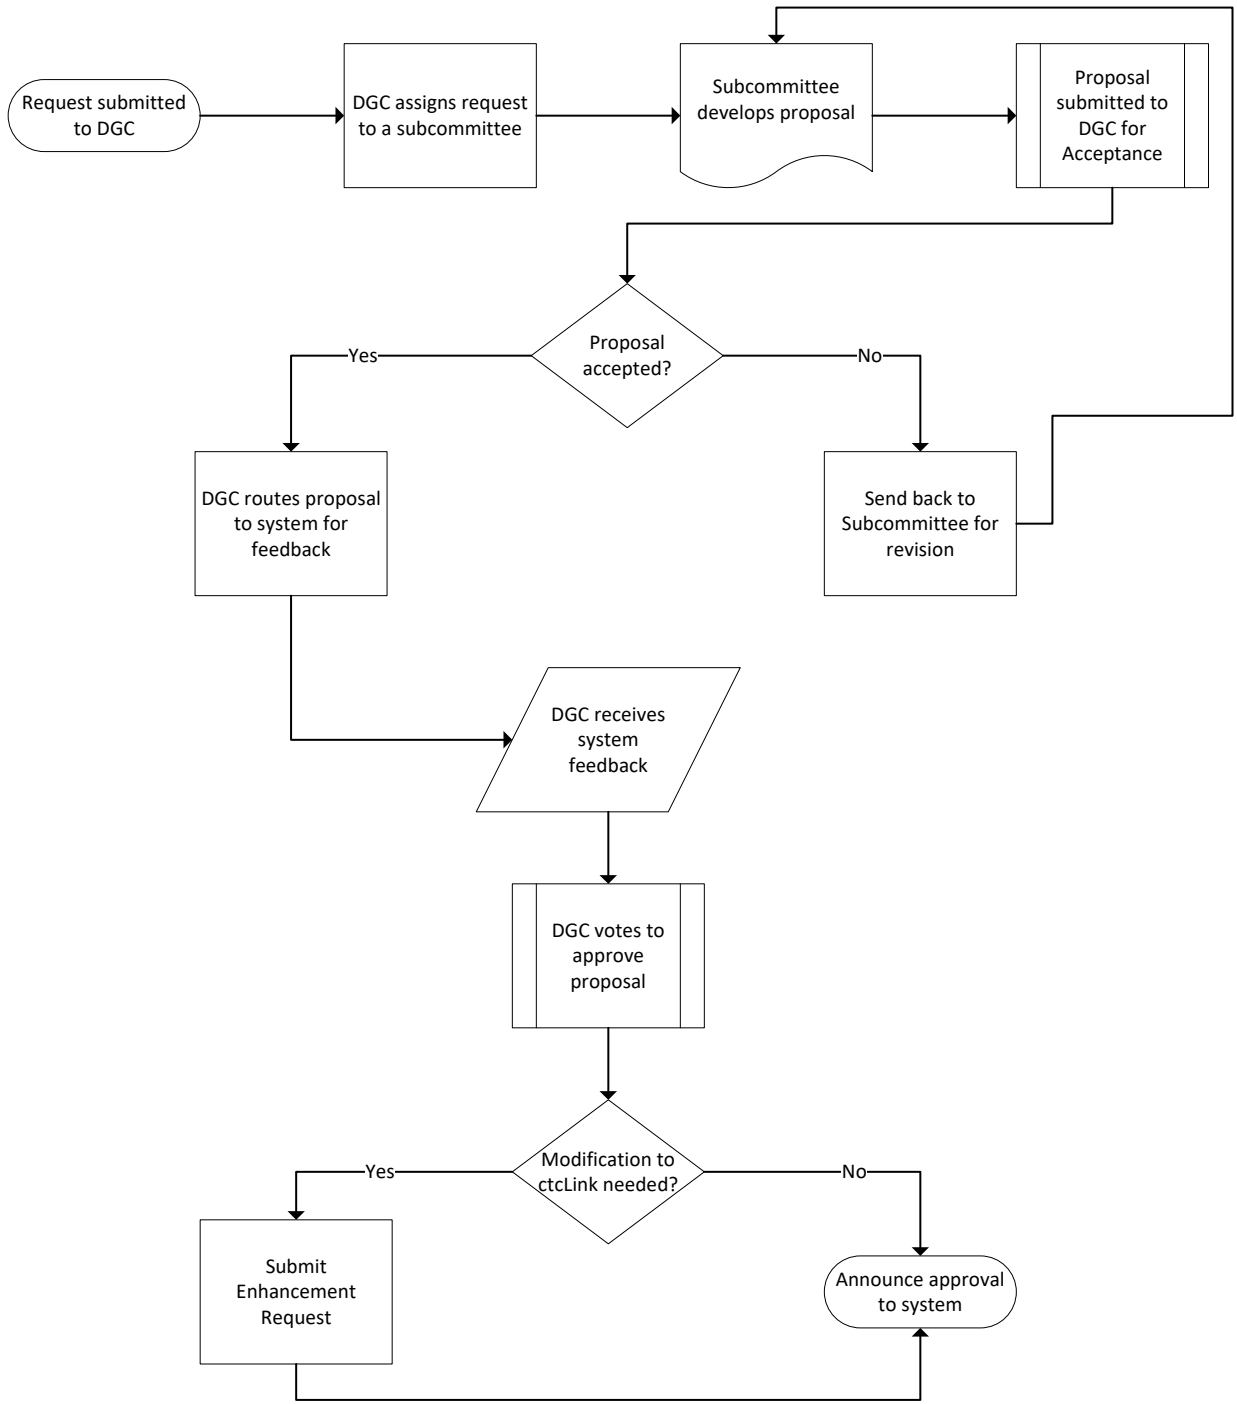 Request submitted
to DGC
DGC assigns request
to a subcommittee
Subcommittee
develops proposal
Proposal
submitted to
DGC for
Acceptance
Proposal
accepted?
Yes
No
DGC routes proposal
to system for
feedback
Send back to
Subcommittee for
revision
DGC receives
system
feedback
DGC votes to
approve
proposal
Modification to
ctcLink needed?
Yes
No
Submit
Enhancement
Request
Announce approval
to system